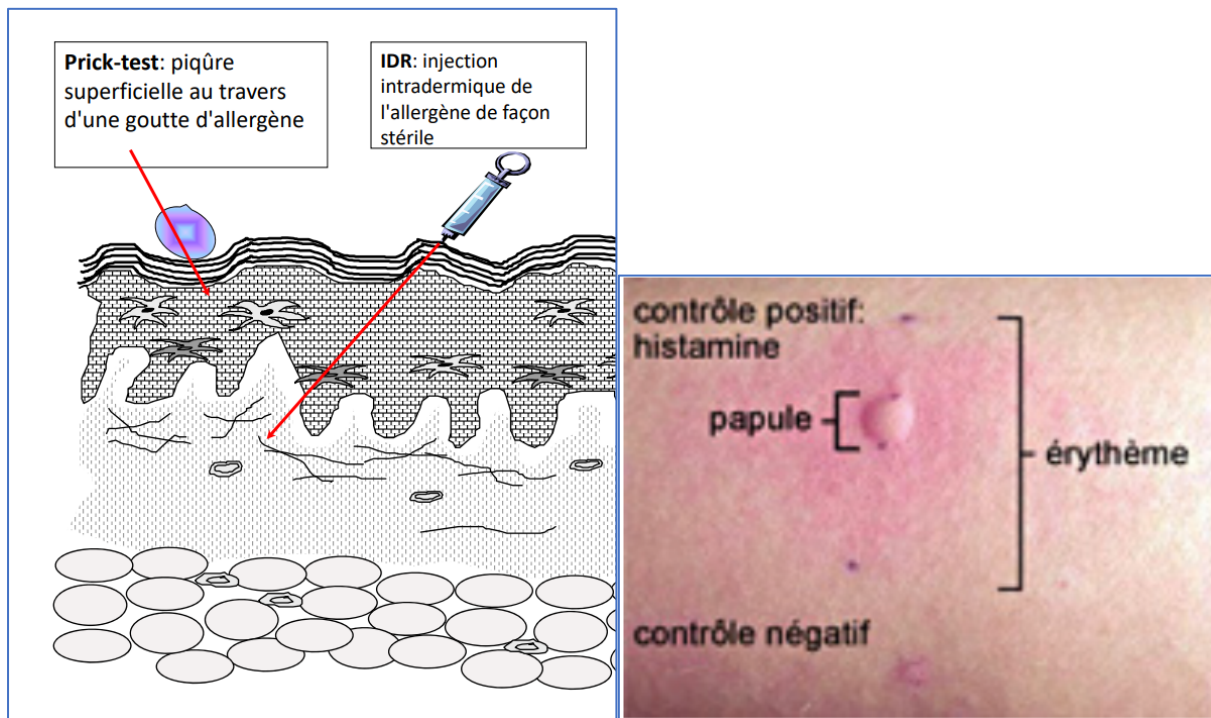 Prick-test: piqûre
superficielle au travers
d'une goutte d'allergène
IDR: injection
intradermique de
l'allergène de façon
stérile
contrôle positif:
histamine
papule
érythème
contrôle négatif